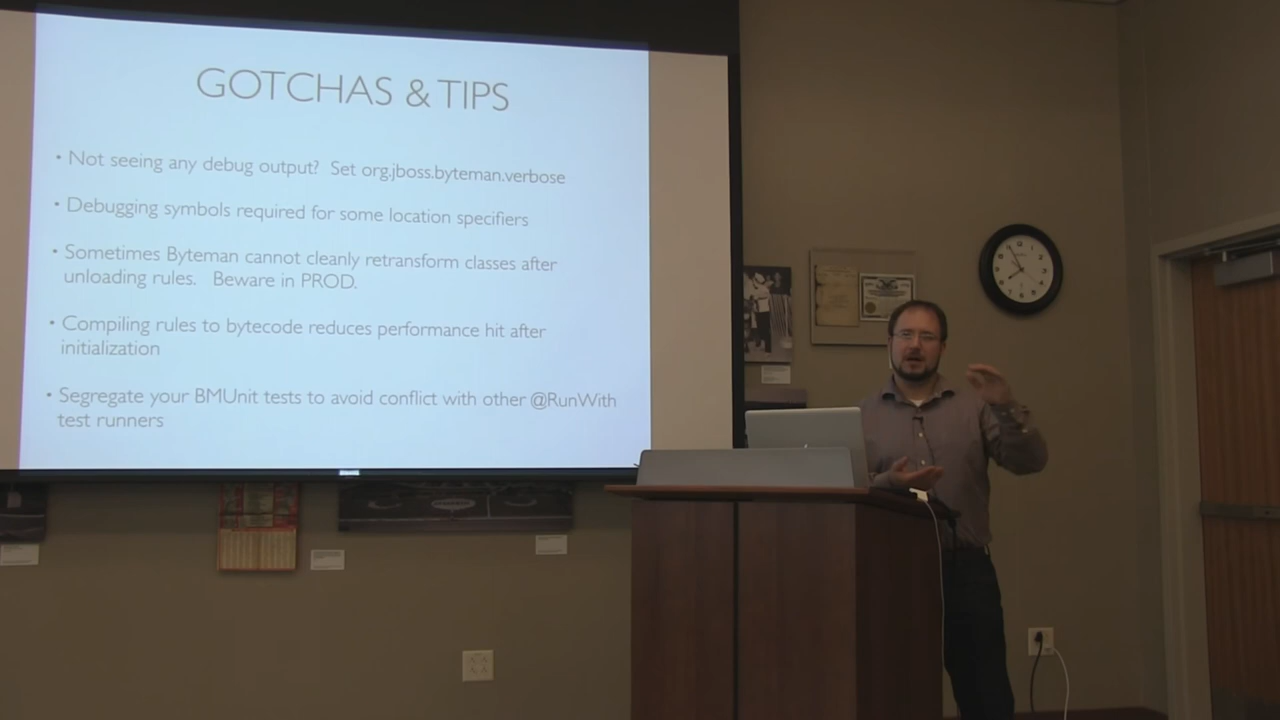 GOTCHAS & TIPS
• Not seeing any debug output? Set org.jboss.byteman.verbose
• Debugging symbols required for some location specifiers
• Sometimes Byteman cannot cleanly retransform classes after
unloading rules. Beware in PROD.
• Compiling rules to bytecode reduces performance hit after
initialization
• Segregate your BMUnit tests to avoid conflict with other @RunWith
test runners